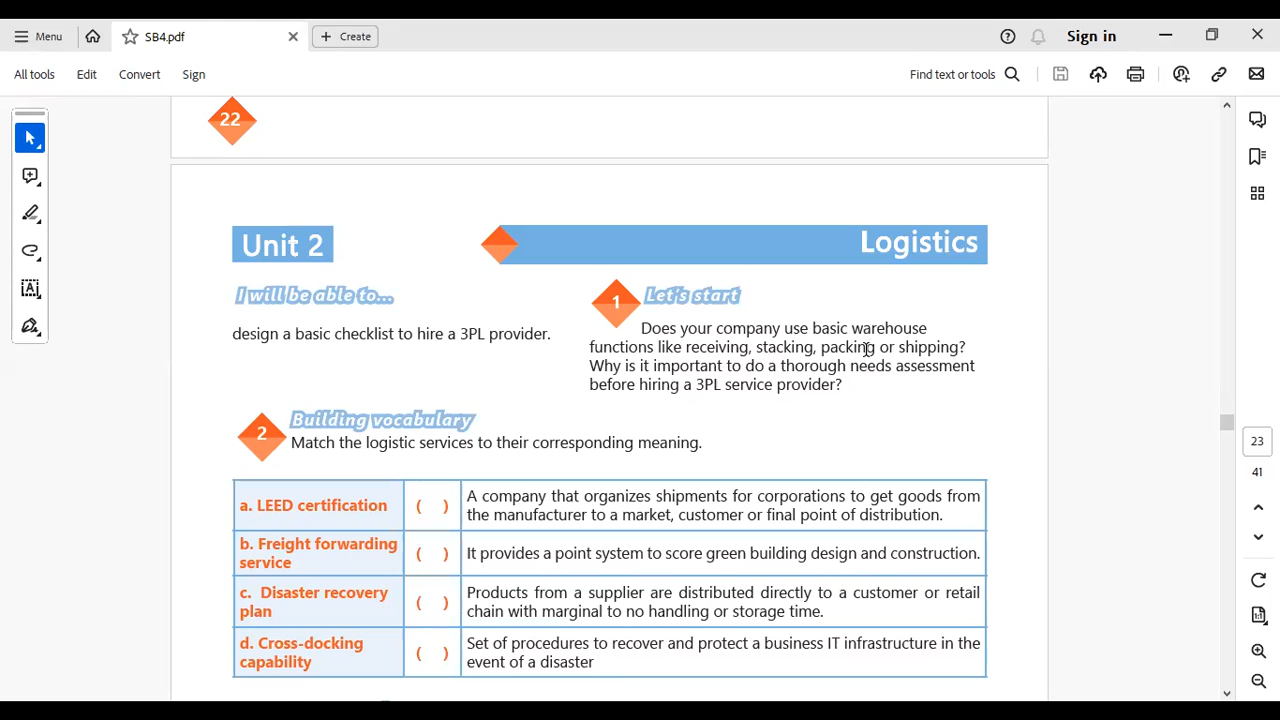 Menu
SB4.pdf
Create
Sign in
All tools
Edit
Convert
Sign
Find text or tools
22
Unit 2
Logistics
I will be able to...
design a basic checklist to hire a 3PL provider.
1
Let's start
Does your company use basic warehouse
functions like receiving, stacking, packing or shipping?
Why is it important to do a thorough needs assessment
before hiring a 3PL service provider?
2
Building vocabulary
Match the logistic services to their corresponding meaning.
a. LEED certification
( )
A company that organizes shipments for corporations to get goods from
the manufacturer to a market, customer or final point of distribution.
b. Freight forwarding
service
( )
It provides a point system to score green building design and construction.
c. Disaster recovery
plan
( )
Products from a supplier are distributed directly to a customer or retail
chain with marginal to no handling or storage time.
d. Cross-docking
capability
( )
Set of procedures to recover and protect a business IT infrastructure in the
event of a disaster
23
41